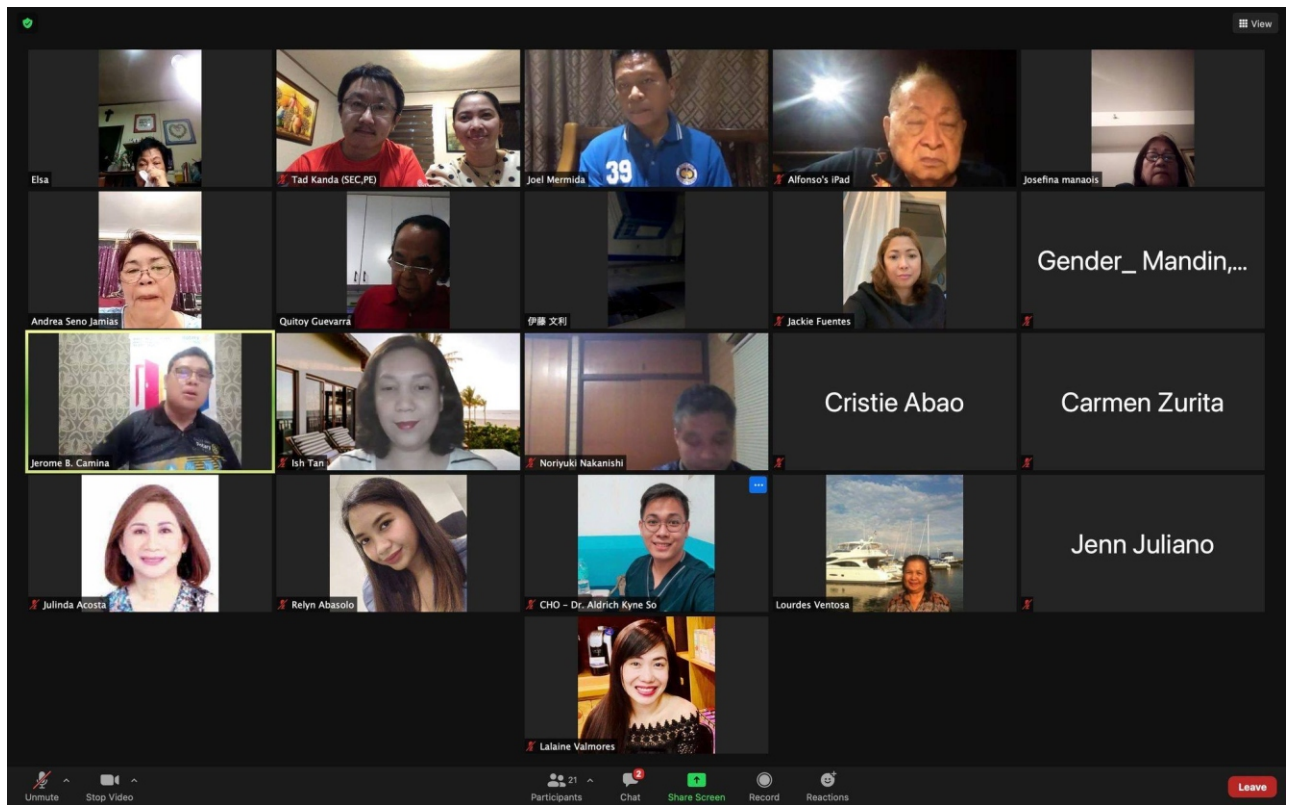 View
Elsa
Tad Kanda (SEC,PE)
Joel Mermida
39
Alfonso's iPad
Josefina manaois
Andrea Seno Jamias
Quitoy Guevarra
伊藤 文利
Jackie Fuentes
Gender_ Mandin,...
Jerome B. Camina
Ish Tan
Noriyuki Nakanishi
Cristie Abao
Carmen Zurita
Julinda Acosta
Relyn Abasolo
CHO - Dr. Aldrich Kyne So
Lourdes Ventosa
Jenn Juliano
Lalaine Valmores
Unmute
Stop Video
21
Participants
2
Chat
Share Screen
Record
Reactions
Leave